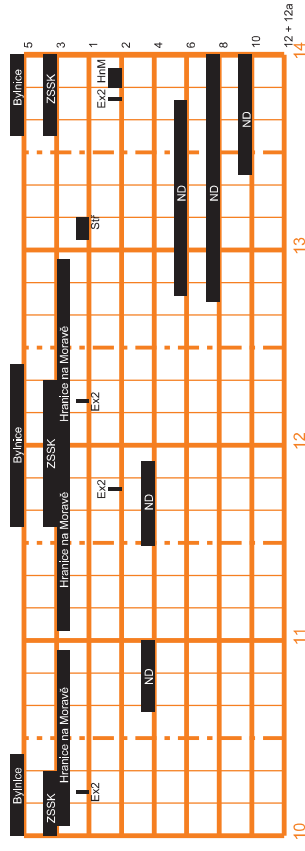 5
3
1
2
4
6
8
10
12 + 12a
Bylnice
Bylnice
Bylnice
ZSSK
ZSSK
ZSSK
Hranice na Moravě
Hranice na Moravě
Hranice na Moravě
Ex2
Ex2
Stř
Ex2
Ex2
HnM
ND
ND
ND
ND
ND
10
11
12
13
14